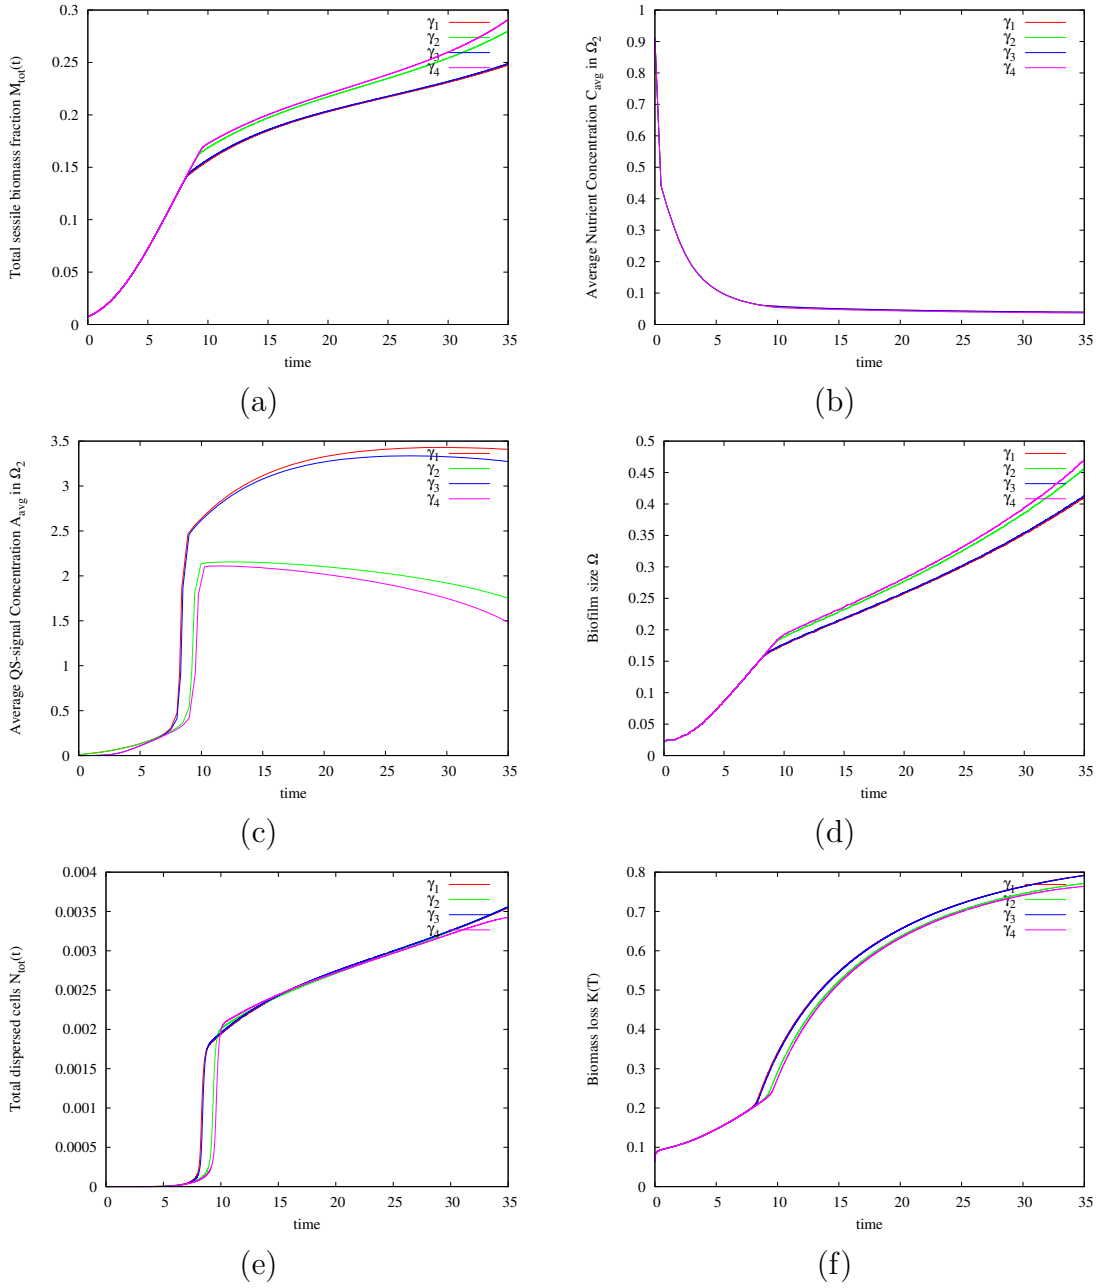 Total sessile biomass fraction M_tot(t)
0.3
0.25
0.2
0.15
0.1
0.05
0
0 5 10 15 20 25 30 35
time
γ1
γ2
γ3
γ4
(a)
Average Nutrient Concentration C_avg in Ω2
1
0.9
0.8
0.7
0.6
0.5
0.4
0.3
0.2
0.1
0
0 5 10 15 20 25 30 35
time
γ1
γ2
γ3
γ4
(b)
Average QS-signal Concentration A_avg in Ω2
3.5
3
2.5
2
1.5
1
0.5
0
0 5 10 15 20 25 30 35
time
γ1
γ2
γ3
γ4
(c)
Biofilm size Ω
0.5
0.45
0.4
0.35
0.3
0.25
0.2
0.15
0.1
0.05
0
0 5 10 15 20 25 30 35
time
γ1
γ2
γ3
γ4
(d)
Total dispersed cells N_tot(t)
0.004
0.0035
0.003
0.0025
0.002
0.0015
0.001
0.0005
0
0 5 10 15 20 25 30 35
time
γ1
γ2
γ3
γ4
(e)
Biomass loss K(T)
0.8
0.7
0.6
0.5
0.4
0.3
0.2
0.1
0
0 5 10 15 20 25 30 35
time
γ1
γ2
γ3
γ4
(f)